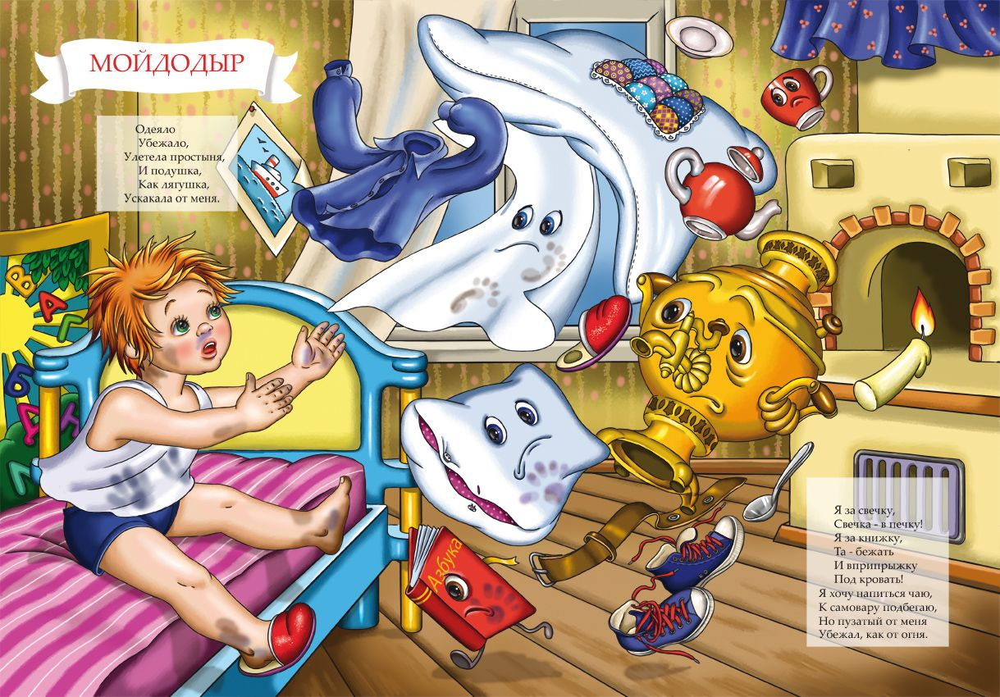 МОЙДОДЫР
Одеяло
Убежало,
Улетела простыня,
И подушка,
Как лягушка,
Ускакала от меня.
В
А
Г
Б
Д
Н
Л
Азбука
Я за свечку,
Свечка - в печку!
Я за книжку,
Та - бежать
И вприпрыжку
Под кровать!
Я хочу напиться чаю,
К самовару подбегаю,
Но пузатый от меня
Убежал, как от огня.